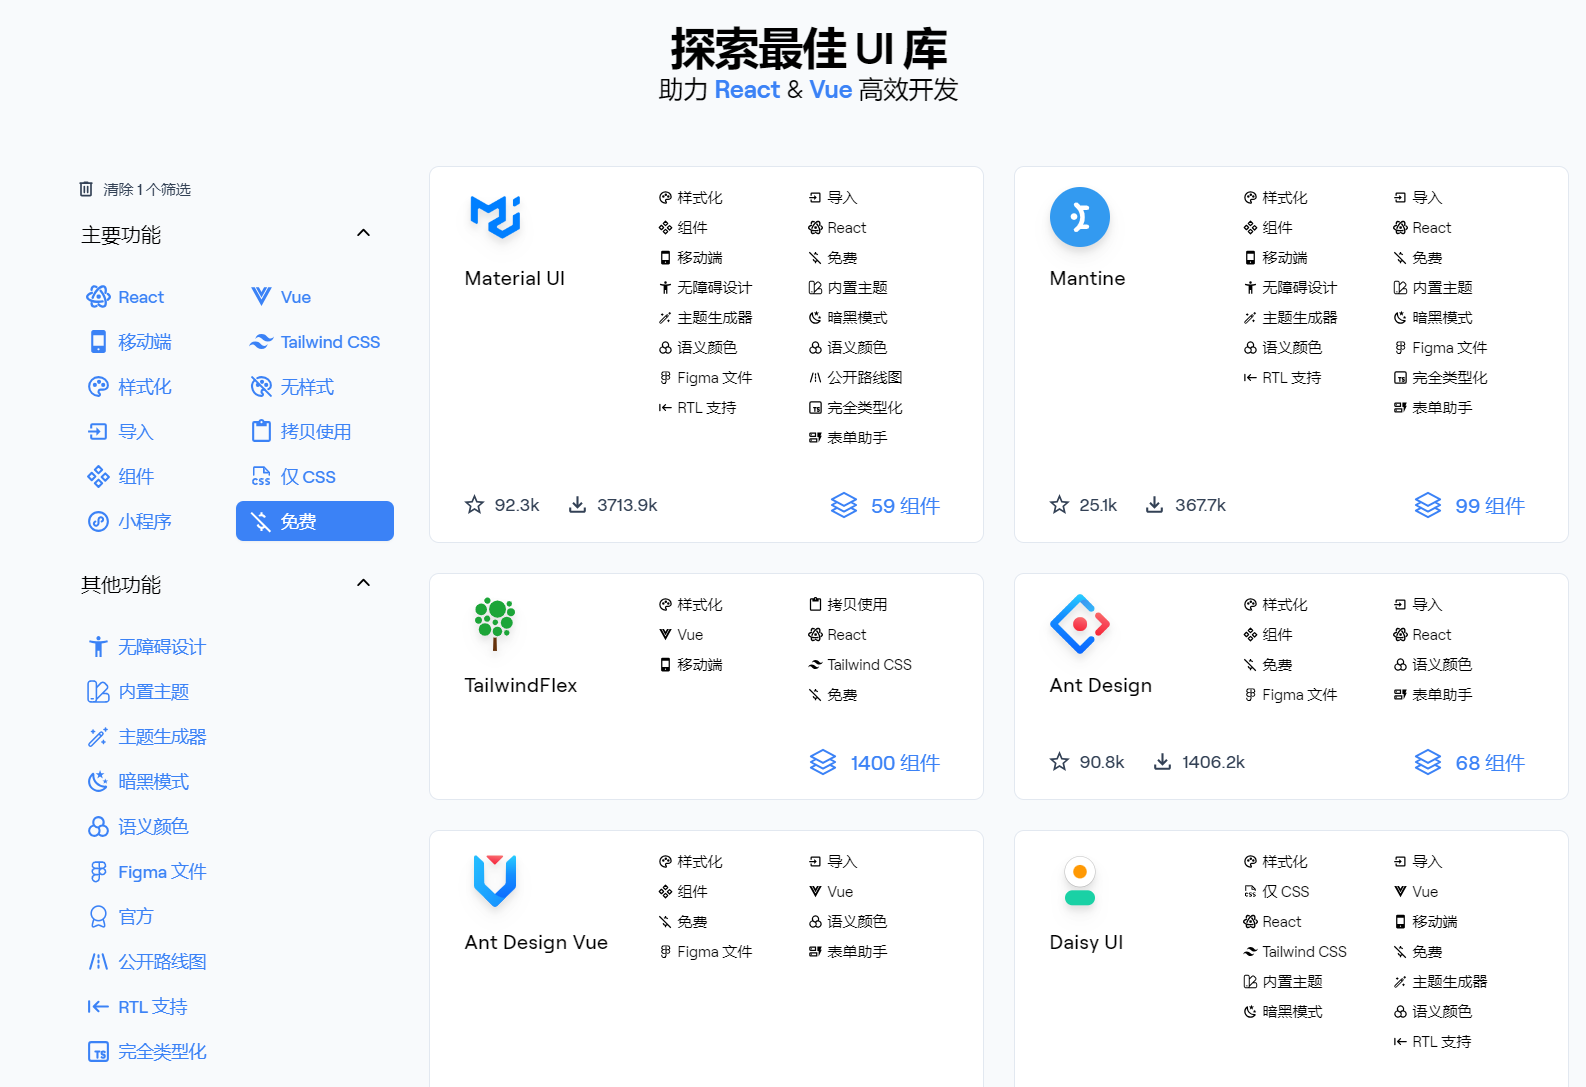 探索最佳 UI 库
助力 React & Vue 高效开发
清除 1 个筛选
主要功能
React
Vue
移动端
Tailwind CSS
样式化
无样式
导入
拷贝使用
组件
仅 CSS
小程序
免费
其他功能
无障碍设计
内置主题
主题生成器
暗黑模式
语义颜色
Figma 文件
官方
公开路线图
RTL 支持
完全类型化
Material UI
样式化
导入
组件
React
移动端
免费
无障碍设计
内置主题
主题生成器
暗黑模式
语义颜色
语义颜色
Figma 文件
公开路线图
RTL 支持
完全类型化
表单助手
92.3k
3713.9k
59 组件
Mantine
样式化
导入
组件
React
移动端
免费
无障碍设计
内置主题
主题生成器
暗黑模式
语义颜色
Figma 文件
RTL 支持
完全类型化
表单助手
25.1k
367.7k
99 组件
TailwindFlex
样式化
拷贝使用
Vue
React
移动端
Tailwind CSS
免费
1400 组件
Ant Design
样式化
导入
组件
React
免费
语义颜色
Figma 文件
表单助手
90.8k
1406.2k
68 组件
Ant Design Vue
样式化
导入
组件
Vue
免费
语义颜色
Figma 文件
表单助手
Daisy UI
样式化
导入
仅 CSS
Vue
React
移动端
Tailwind CSS
免费
内置主题
主题生成器
暗黑模式
语义颜色
RTL 支持